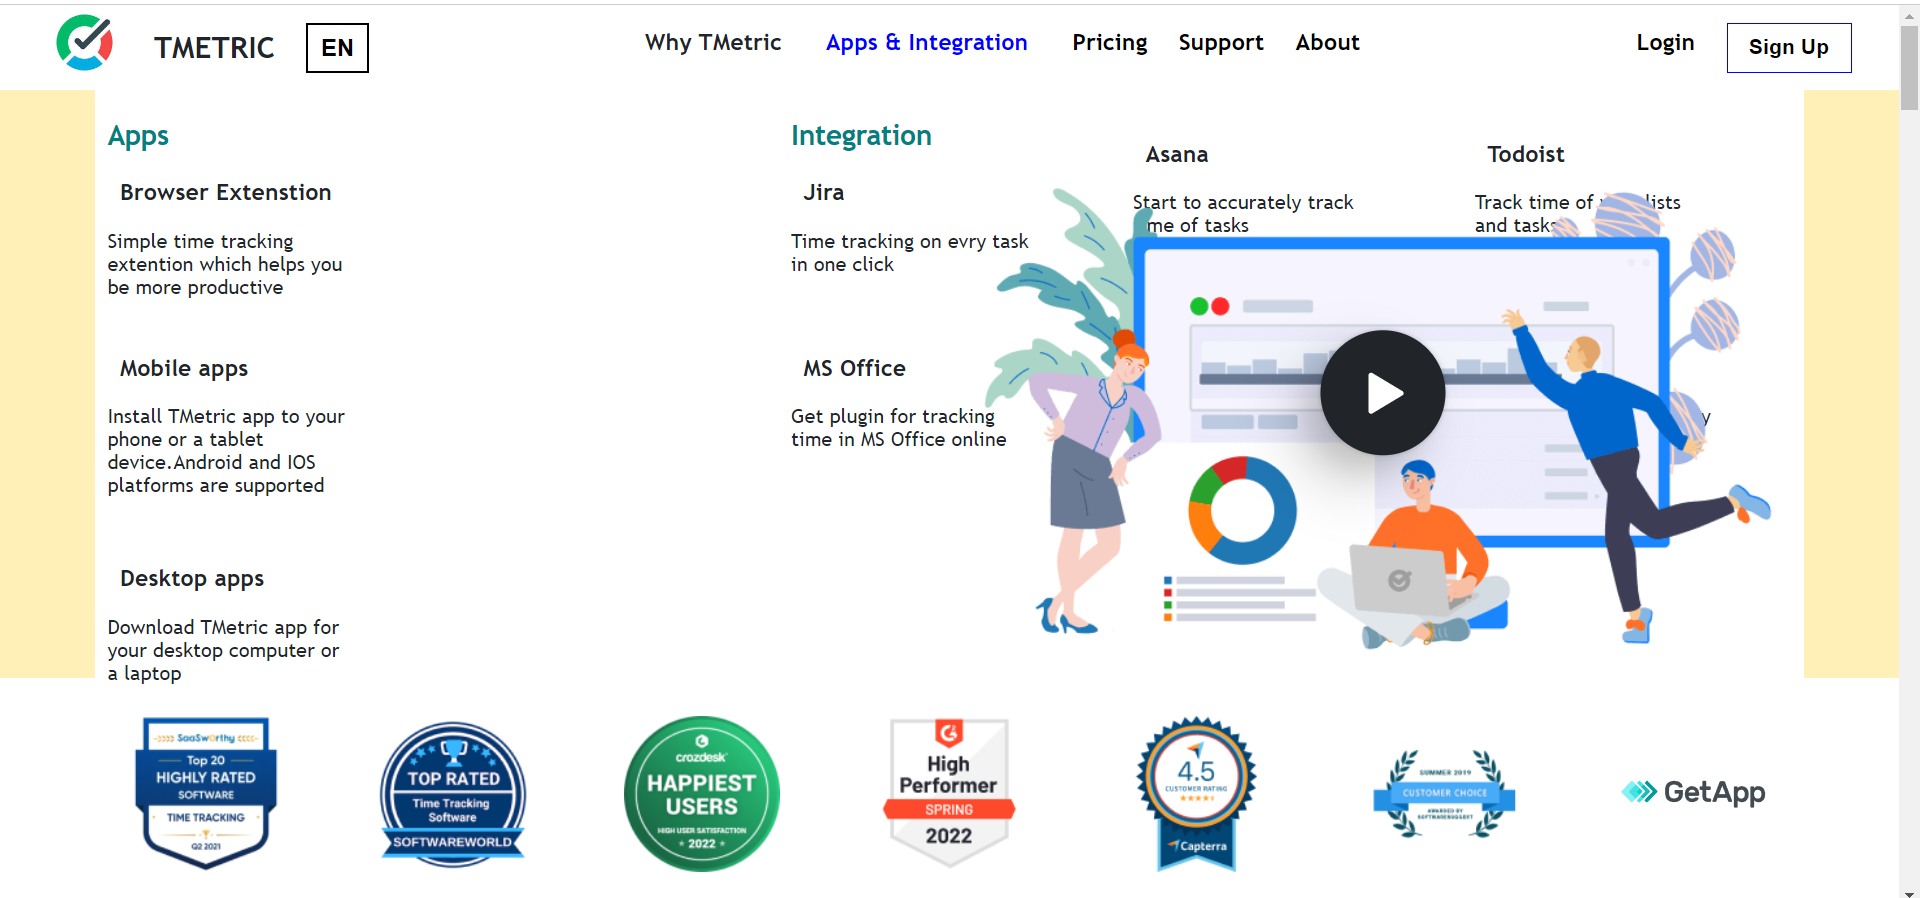 TMETRIC
EN
Why TMetric
Apps & Integration
Pricing
Support
About
Login
Sign Up
Apps
Browser Extenstion
Simple time tracking
extention which helps you
be more productive
Mobile apps
Install TMetric app to your
phone or a tablet
device.Android and IOS
platforms are supported
Desktop apps
Download TMetric app for
your desktop computer or
a laptop
Integration
Jira
Time tracking on evry task
in one click
MS Office
Get plugin for tracking
time in MS Office online
Asana
Start to accurately track
me of tasks
Todoist
Track time of lists
and tasks
SaaSworthy
Top 20
HIGHLY RATED
SOFTWARE
TIME TRACKING
Q2 2021
TOP RATED
Time Tracking
Software
SOFTWAREWORLD
crozdesk
HAPPIEST
USERS
HIGH USER SATISFACTION
2022
High
Performer
SPRING
2022
4.5
CUSTOMER RATING
Capterra
SUMMER 2019
CUSTOMER CHOICE
AWARDED BY
SOFTWARESUGGEST
GetApp